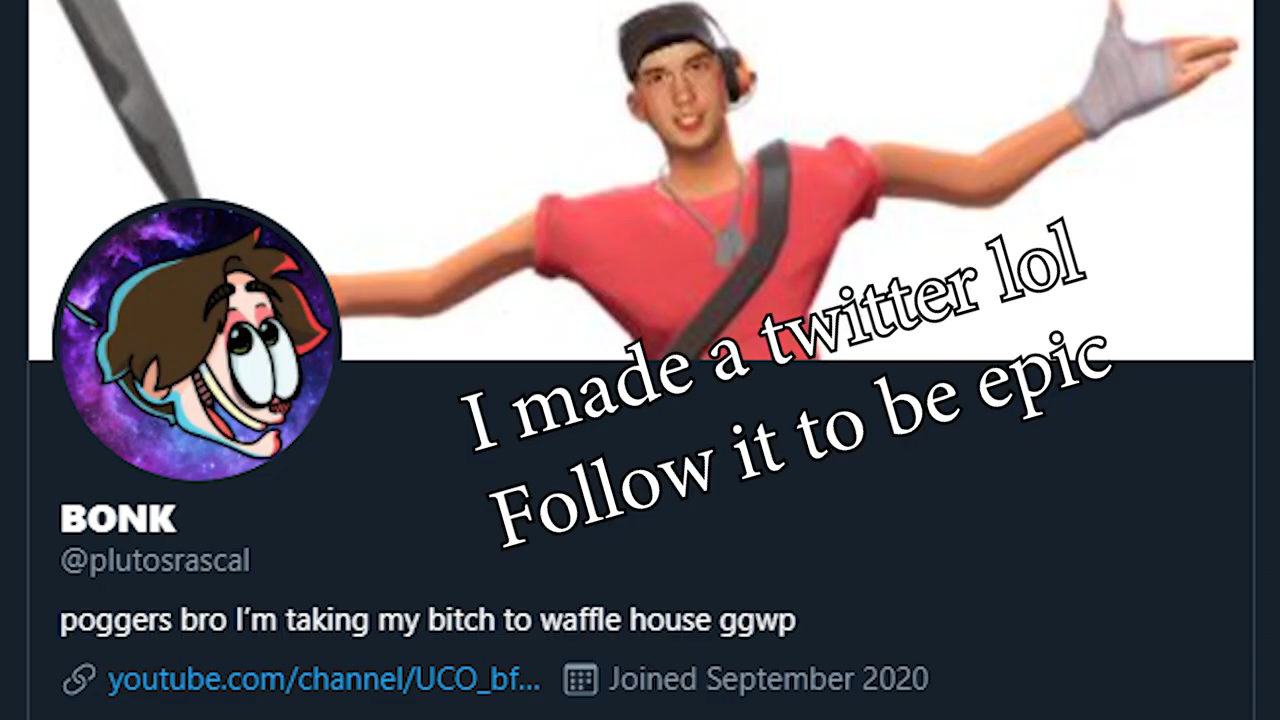 I made a twitter lol
Follow it to be epic
BONK
@plutosrascal
poggers bro I’m taking my bitch to waffle house ggwp
youtube.com/channel/UCO_bf... Joined September 2020